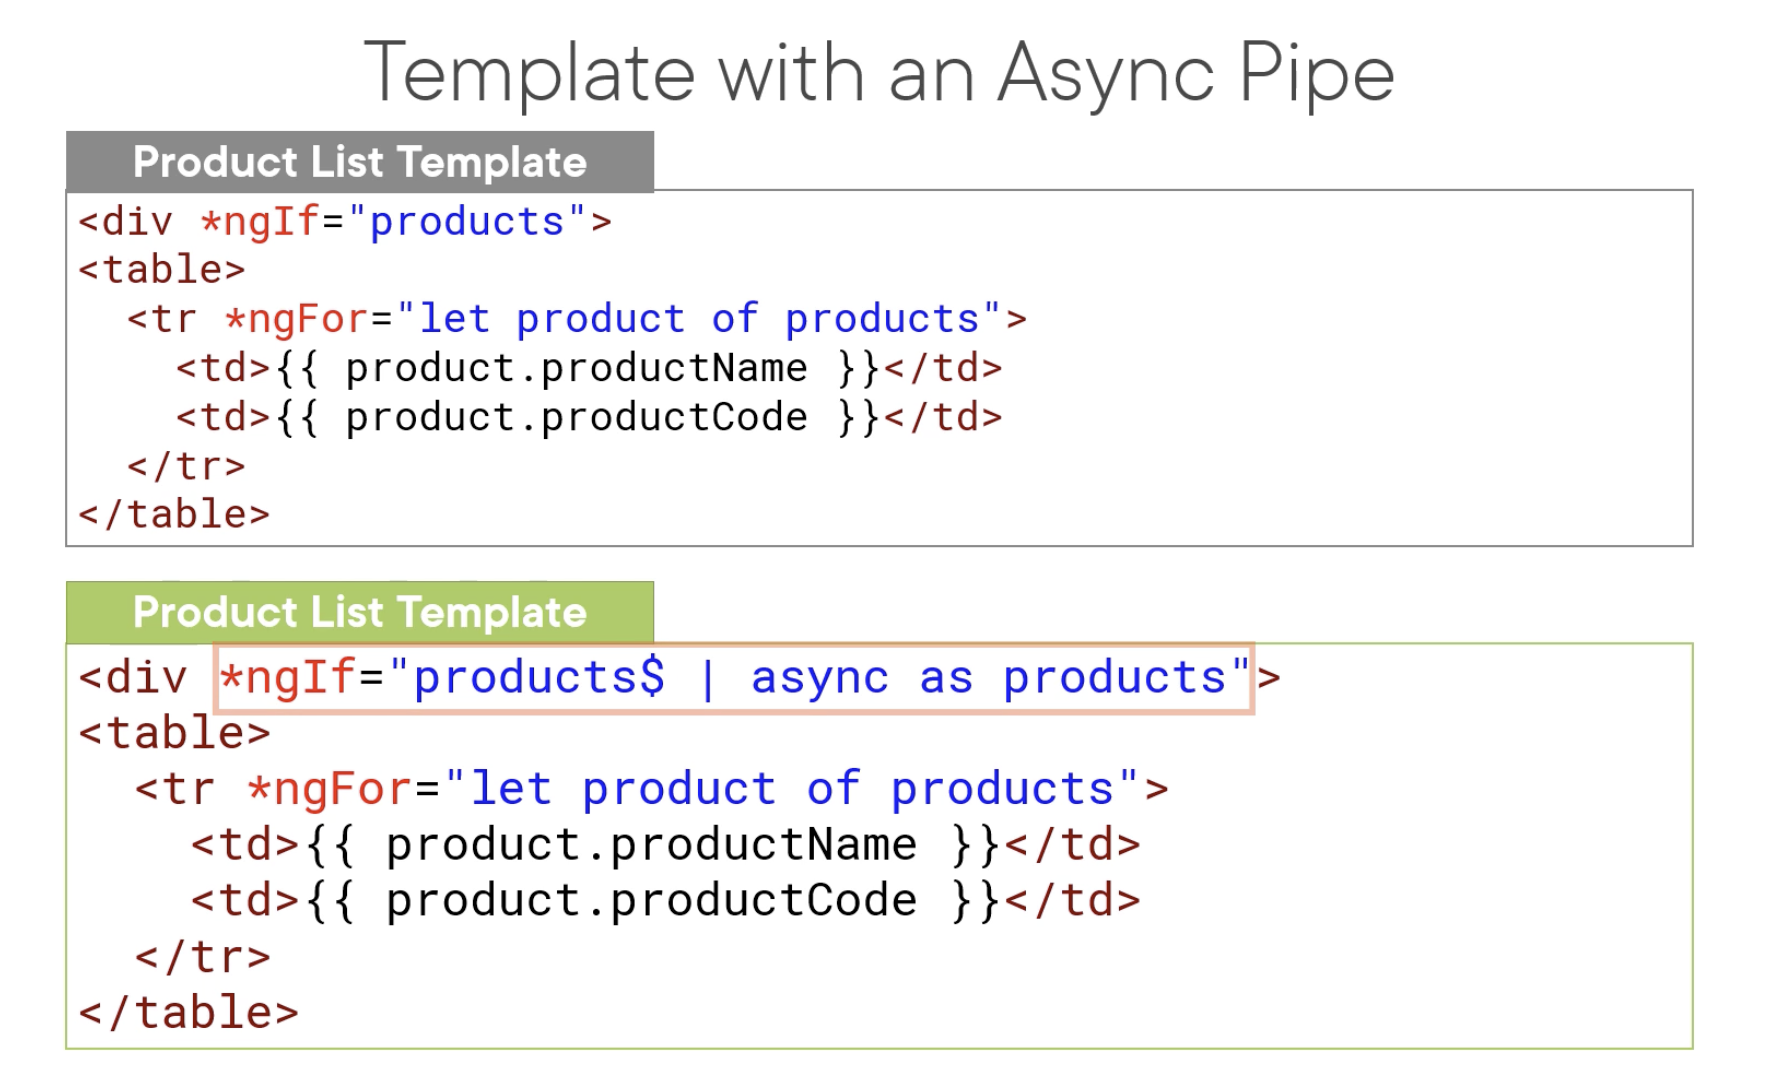 Template with an Async Pipe
Product List Template
<div *ngIf="products">
<table>
  <tr *ngFor="let product of products">
    <td>{{ product.productName }}</td>
    <td>{{ product.productCode }}</td>
  </tr>
</table>
Product List Template
<div *ngIf="products$ | async as products">
<table>
  <tr *ngFor="let product of products">
    <td>{{ product.productName }}</td>
    <td>{{ product.productCode }}</td>
  </tr>
</table>